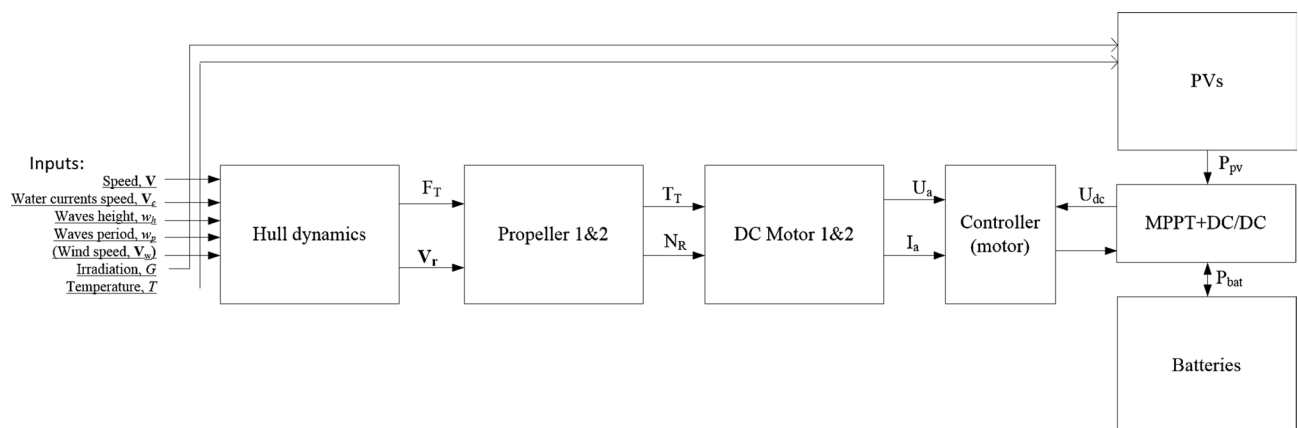 Inputs:
Speed, V
Water currents speed, Vc
Waves height, wh
Waves period, wp
(Wind speed, Vw)
Irradiation, G
Temperature, T
Hull dynamics
FT
Vr
Propeller 1&2
TT
NR
DC Motor 1&2
Ua
Ia
Controller
(motor)
Udc
PVs
Ppv
MPPT+DC/DC
Pbat
Batteries